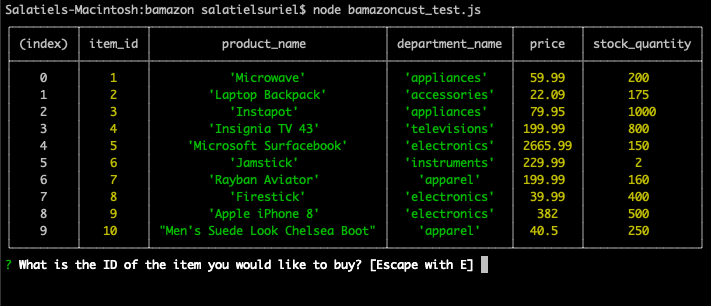 Salatiels-Macintosh:bamazon salatielsuriel$ node bamazoncust_test.js
(index) item_id product_name department_name price stock_quantity
0 1 'Microwave' 'appliances' 59.99 200
1 2 'Laptop Backpack' 'accessories' 22.09 175
2 3 'Instapot' 'appliances' 79.95 1000
3 4 'Insignia TV 43' 'televisions' 199.99 800
4 5 'Microsoft Surfacebook' 'electronics' 2665.99 150
5 6 'Jamstick' 'instruments' 229.99 2
6 7 'Rayban Aviator' 'apparel' 199.99 160
7 8 'Firestick' 'electronics' 39.99 400
8 9 'Apple iPhone 8' 'electronics' 382 500
9 10 "Men's Suede Look Chelsea Boot" 'apparel' 40.5 250
? What is the ID of the item you would like to buy? [Escape with E]